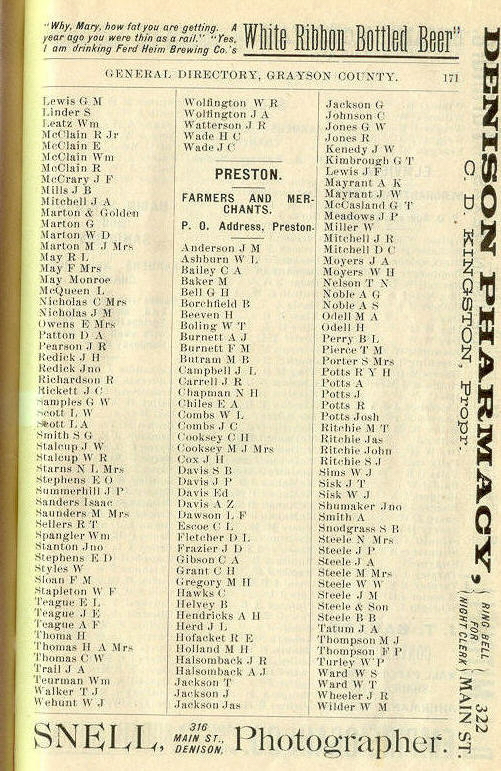 "Why, Mary, how fat you are getting. A
year ago you were thin as a rail." "Yes,
I am drinking Ferd Heim Brewing Co.'s
White Ribbon Bottled Beer"
GENERAL DIRECTORY, GRAYSON COUNTY. 171
Lewis G M
Linder S
Leatz Wm
McClain R Jr
McClain E
McClain Wm
McClain R
McCrary J F
Mills J B
Mitchell J A
Marton & Golden
Marton G
Marton W D
Marton M J Mrs
May R L
May F Mrs
May Monroe
McQueen L
Nicholas C Mrs
Nicholas J M
Owens E Mrs
Patton D A
Pearson J R
Redick J H
Redick Jno
Richardson R
Rickett J C
Samples G W
Scott L W
Scott L A
Smith S G
Stalcup J W
Stalcup W R
Starns N L Mrs
Stephens E O
Summerhill J P
Sanders Isaac
Saunders M Mrs
Sellers R T
Spangler Wm
Stanton Jno
Stephens E D
Styles W
Sloan F M
Stapleton W F
Teague E L
Teague J E
Teague A F
Thoma H
Thomas H A Mrs
Thomas C W
Trail J A
Teurman Wm
Walker T J
Wehunt W J
Wolfington W R
Wolfington J A
Watterson J R
Wade H C
Wade J C
PRESTON.
FARMERS AND MER-
CHANTS.
P. O. Address, Preston.
Anderson J M
Ashburn W L
Bailey C A
Baker M
Bell G H
Borchfield B
Beeven H
Boling W T
Burnett A J
Burnett F M
Butram M B
Campbell J L
Carrell J R
Chapman N H
Chiles E A
Combs W L
Combs J C
Cooksey C H
Cooksey M J Mrs
Cox J H
Davis S B
Davis J P
Davis Ed
Davis A Z
Dawson L F
Escoe C L
Fletcher D L
Frazier J D
Gibson C A
Grant C H
Gregory M H
Hawks C
Helvey B
Hendricks A H
Herd J L
Hofacket R E
Holland M H
Halsomback J R
Halsomback A J
Jackson T
Jackson J
Jackson Jas
Jackson G
Johnson C
Jones G W
Jones R
Kenedy J W
Kimbrough G T
Lewis J F
Mayrant A K
Mayrant J W
McCasland G T
Meadows J P
Miller W
Mitchell J R
Mitchell D C
Moyers J A
Moyers W H
Nelson T N
Noble A G
Noble A S
Odell M A
Odell H
Perry B L
Pierce T M
Porter S Mrs
Potts R Y H
Potts A
Potts J
Potts R
Potts Josh
Ritchie M T
Ritchie Jas
Ritchie John
Ritchie S J
Sims W J
Sisk J T
Sisk W J
Shumaker Jno
Smith A
Snodgrass S B
Steele N Mrs
Steele J P
Steele J A
Steele M Mrs
Steele W W
Steele J M
Steele & Son
Steele B B
Tatum J A
Thompson M J
Thompson F P
Turley W P
Ward W S
Ward W T
Wheeler J R
Wilder W M
DENISON PHARMACY,
C. D. KINGSTON, Propr.
RING BELL
FOR
NIGHT CLERK
322
MAIN ST.
SNELL, 316
MAIN ST.,
DENISON, Photographer.